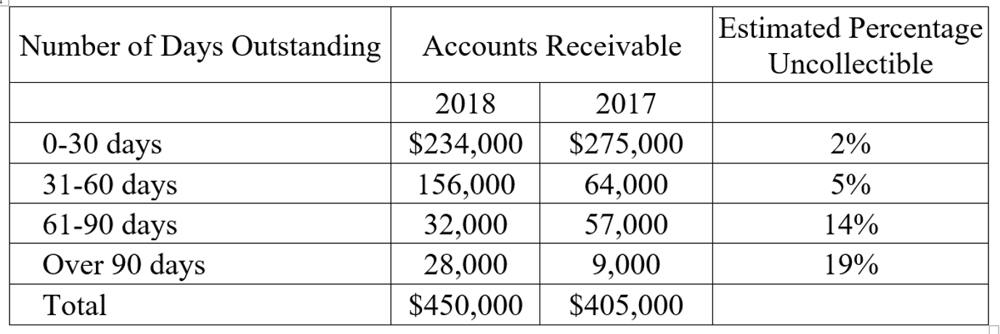 Number of Days Outstanding Accounts Receivable Estimated Percentage
Uncollectible
2018 2017
0-30 days $234,000 $275,000 2%
31-60 days 156,000 64,000 5%
61-90 days 32,000 57,000 14%
Over 90 days 28,000 9,000 19%
Total $450,000 $405,000